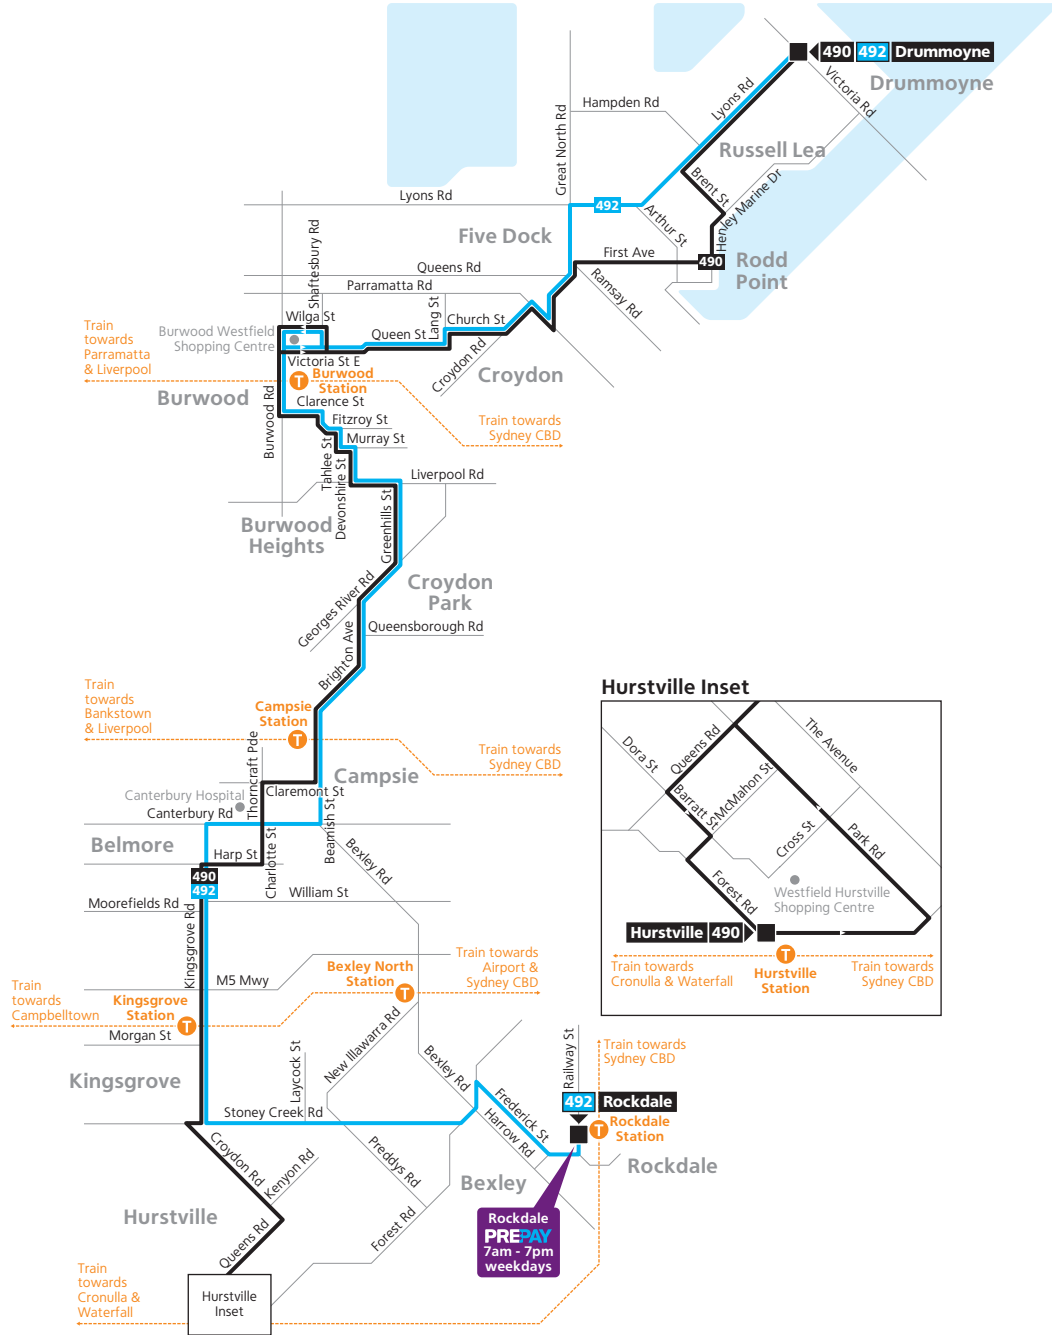 490 492 Drummoyne
Drummoyne
Victoria Rd
Lyons Rd
Hampden Rd
Great North Rd
Russell Lea
Brent St
Henley Marine Dr
Lyons Rd
492
Arthur St
Five Dock
First Ave
490
Rodd
Point
Shaftesbury Rd
Queens Rd
Parramatta Rd
Ramsay Rd
Wilga St
Lang St
Church St
Queen St
Train
towards
Parramatta
& Liverpool
Burwood Westfield
Shopping Centre
Victoria St E
Croydon Rd
Croydon
T
Burwood
Station
Burwood
Burwood Rd
Clarence St
Fitzroy St
Murray St
Train towards
Sydney CBD
Tahlee St
Devonshire St
Liverpool Rd
Greenhills St
Burwood
Heights
Croydon
Park
Georges River Rd
Queensborough Rd
Brighton Ave
Train
towards
Bankstown
& Liverpool
Campsie
Station
T
Train towards
Sydney CBD
Thorncraft Pde
Campsie
Claremont St
Canterbury Hospital
Canterbury Rd
Beamish St
Belmore
Harp St
Charlotte St
Bexley Rd
490
492
William St
Moorefields Rd
Kingsgrove Rd
M5 Mwy
Bexley North
Station
T
Train towards
Airport &
Sydney CBD
Train
towards
Campbelltown
Kingsgrove
Station
T
Morgan St
New Illawarra Rd
Laycock St
Bexley Rd
Kingsgrove
Stoney Creek Rd
Frederick St
Harrow Rd
Railway St
Train towards
Sydney CBD
492 Rockdale
T
Rockdale
Station
Rockdale
Croydon Rd
Kenyon Rd
Preddys Rd
Bexley
Hurstville
Queens Rd
Forest Rd
Rockdale
PREPAY
7am - 7pm
weekdays
Train
towards
Cronulla &
Waterfall
Hurstville
Inset
Hurstville Inset
Dora St
Queens Rd
The Avenue
Barratt St
McMahon St
Cross St
Park Rd
Forest Rd
Westfield Hurstville
Shopping Centre
Hurstville 490
T
Train towards
Cronulla & Waterfall
Hurstville
Station
Train towards
Sydney CBD